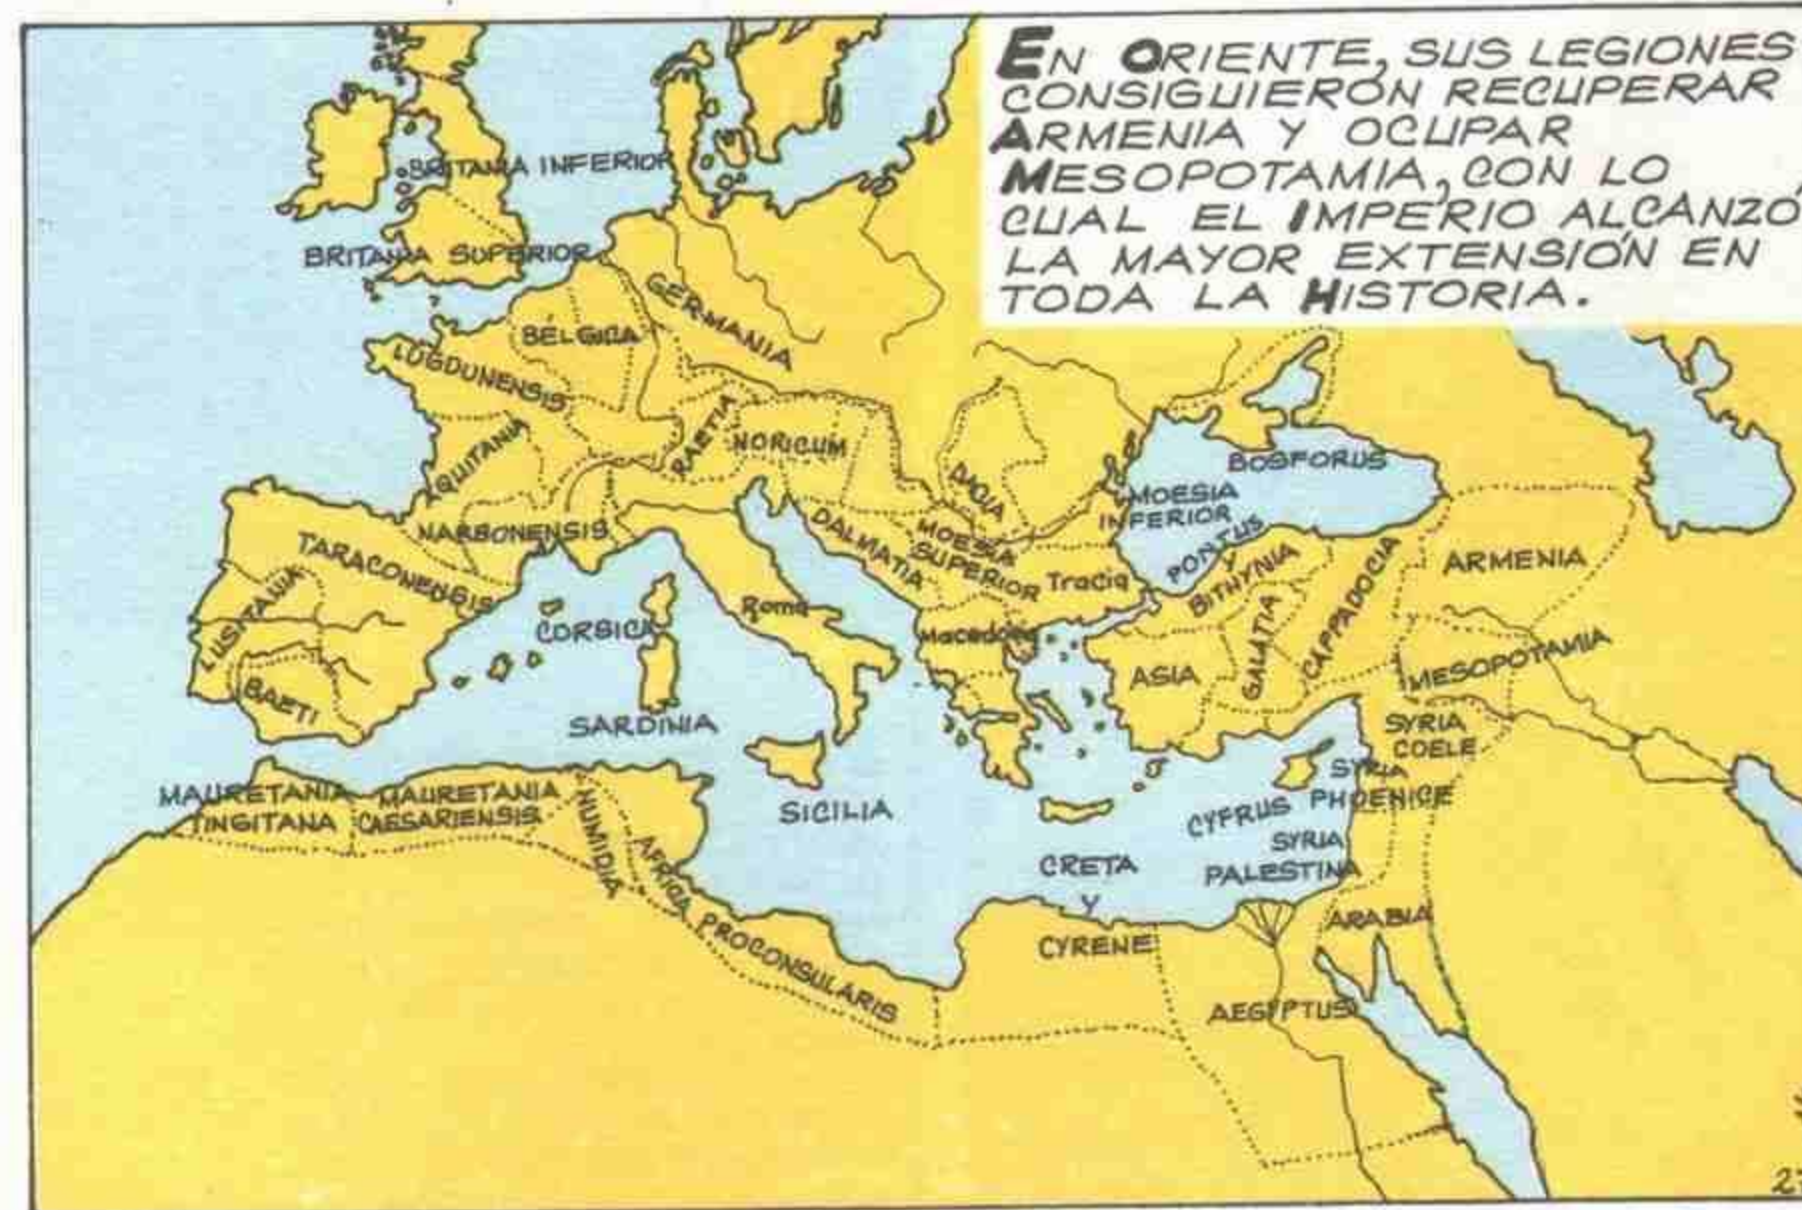 EN ORIENTE, SUS LEGIONES
CONSIGUIERON RECUPERAR
ARMENIA Y OCUPAR
MESOPOTAMIA, CON LO
CUAL EL IMPERIO ALCANZÓ
LA MAYOR EXTENSIÓN EN
TODA LA HISTORIA.
BRITANIA INFERIOR
BRITANIA SUPERIOR
GERMANIA
BÉLGICA
LUGDUNENSIS
AQUITANIA
RAETIA
NORICUM
DACIA
BOSFORUS
MOESIA
INFERIOR
NARBONENSIS
TARACONENSIS
LUSITANIA
BAETI
DALMATIA
MOESIA
SUPERIOR
Tracia
PONTUS
Y
BITHYNIA
GALATIA
CAPPADOCIA
ARMENIA
CORSICA
Roma
Macedonia
ASIA
MESOPOTAMIA
SARDINIA
SYRIA
COELE
SYRIA
PHOENICE
MAURETANIA
TINGITANA
MAURETANIA
CAESARIENSIS
NUMIDIA
AFRICA PROCONSULARIS
SICILIA
CYFRUS
SYRIA
PALESTINA
CRETA
Y
CYRENE
ARABIA
AEGIPTUS